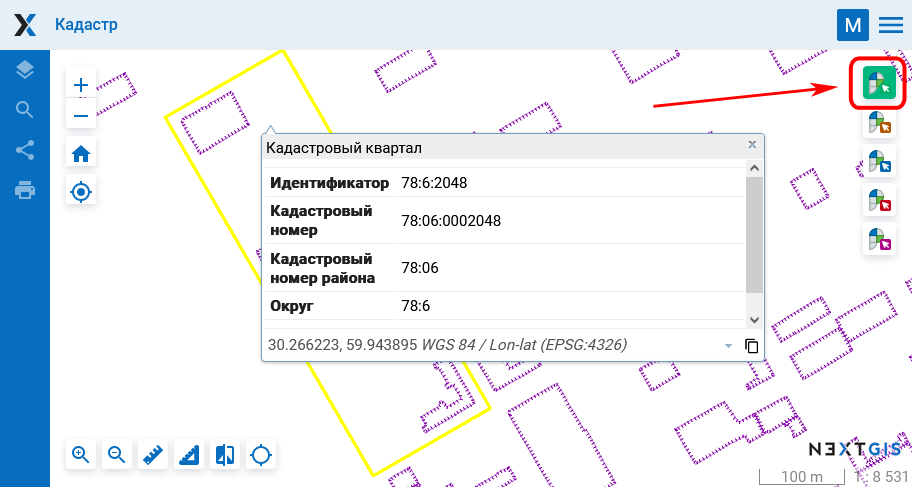 Кадастр
M
Кадастровый квартал
x
Идентификатор 78:6:2048
Кадастровый
номер 78:06:0002048
Кадастровый
номер района 78:06
Округ 78:6
30.266223, 59.943895 WGS 84 / Lon-lat (EPSG:4326)
NEXTGIS
100 m 1 : 8 531